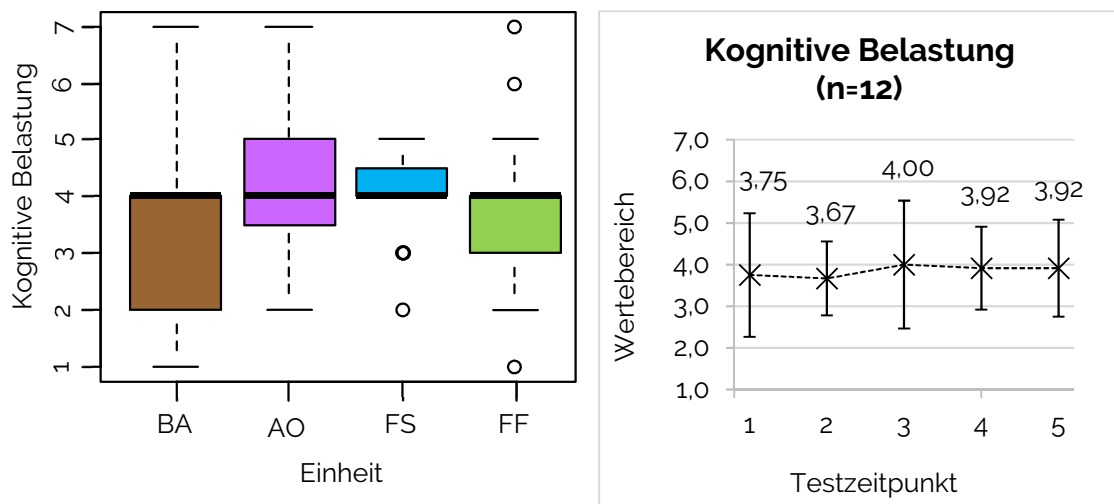 Kognitive Belastung
7
6
5
4
3
2
1
BA
AO
FS
FF
Einheit
Kognitive Belastung
(n=12)
Wertebereich
7,0
6,0
5,0
4,0
3,0
2,0
1,0
3,75
3,67
4,00
3,92
3,92
1
2
3
4
5
Testzeitpunkt